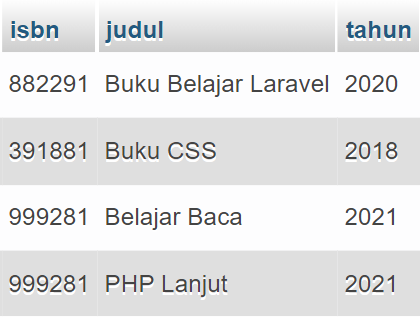 isbn judul tahun
882291 Buku Belajar Laravel 2020
391881 Buku CSS 2018
999281 Belajar Baca 2021
999281 PHP Lanjut 2021